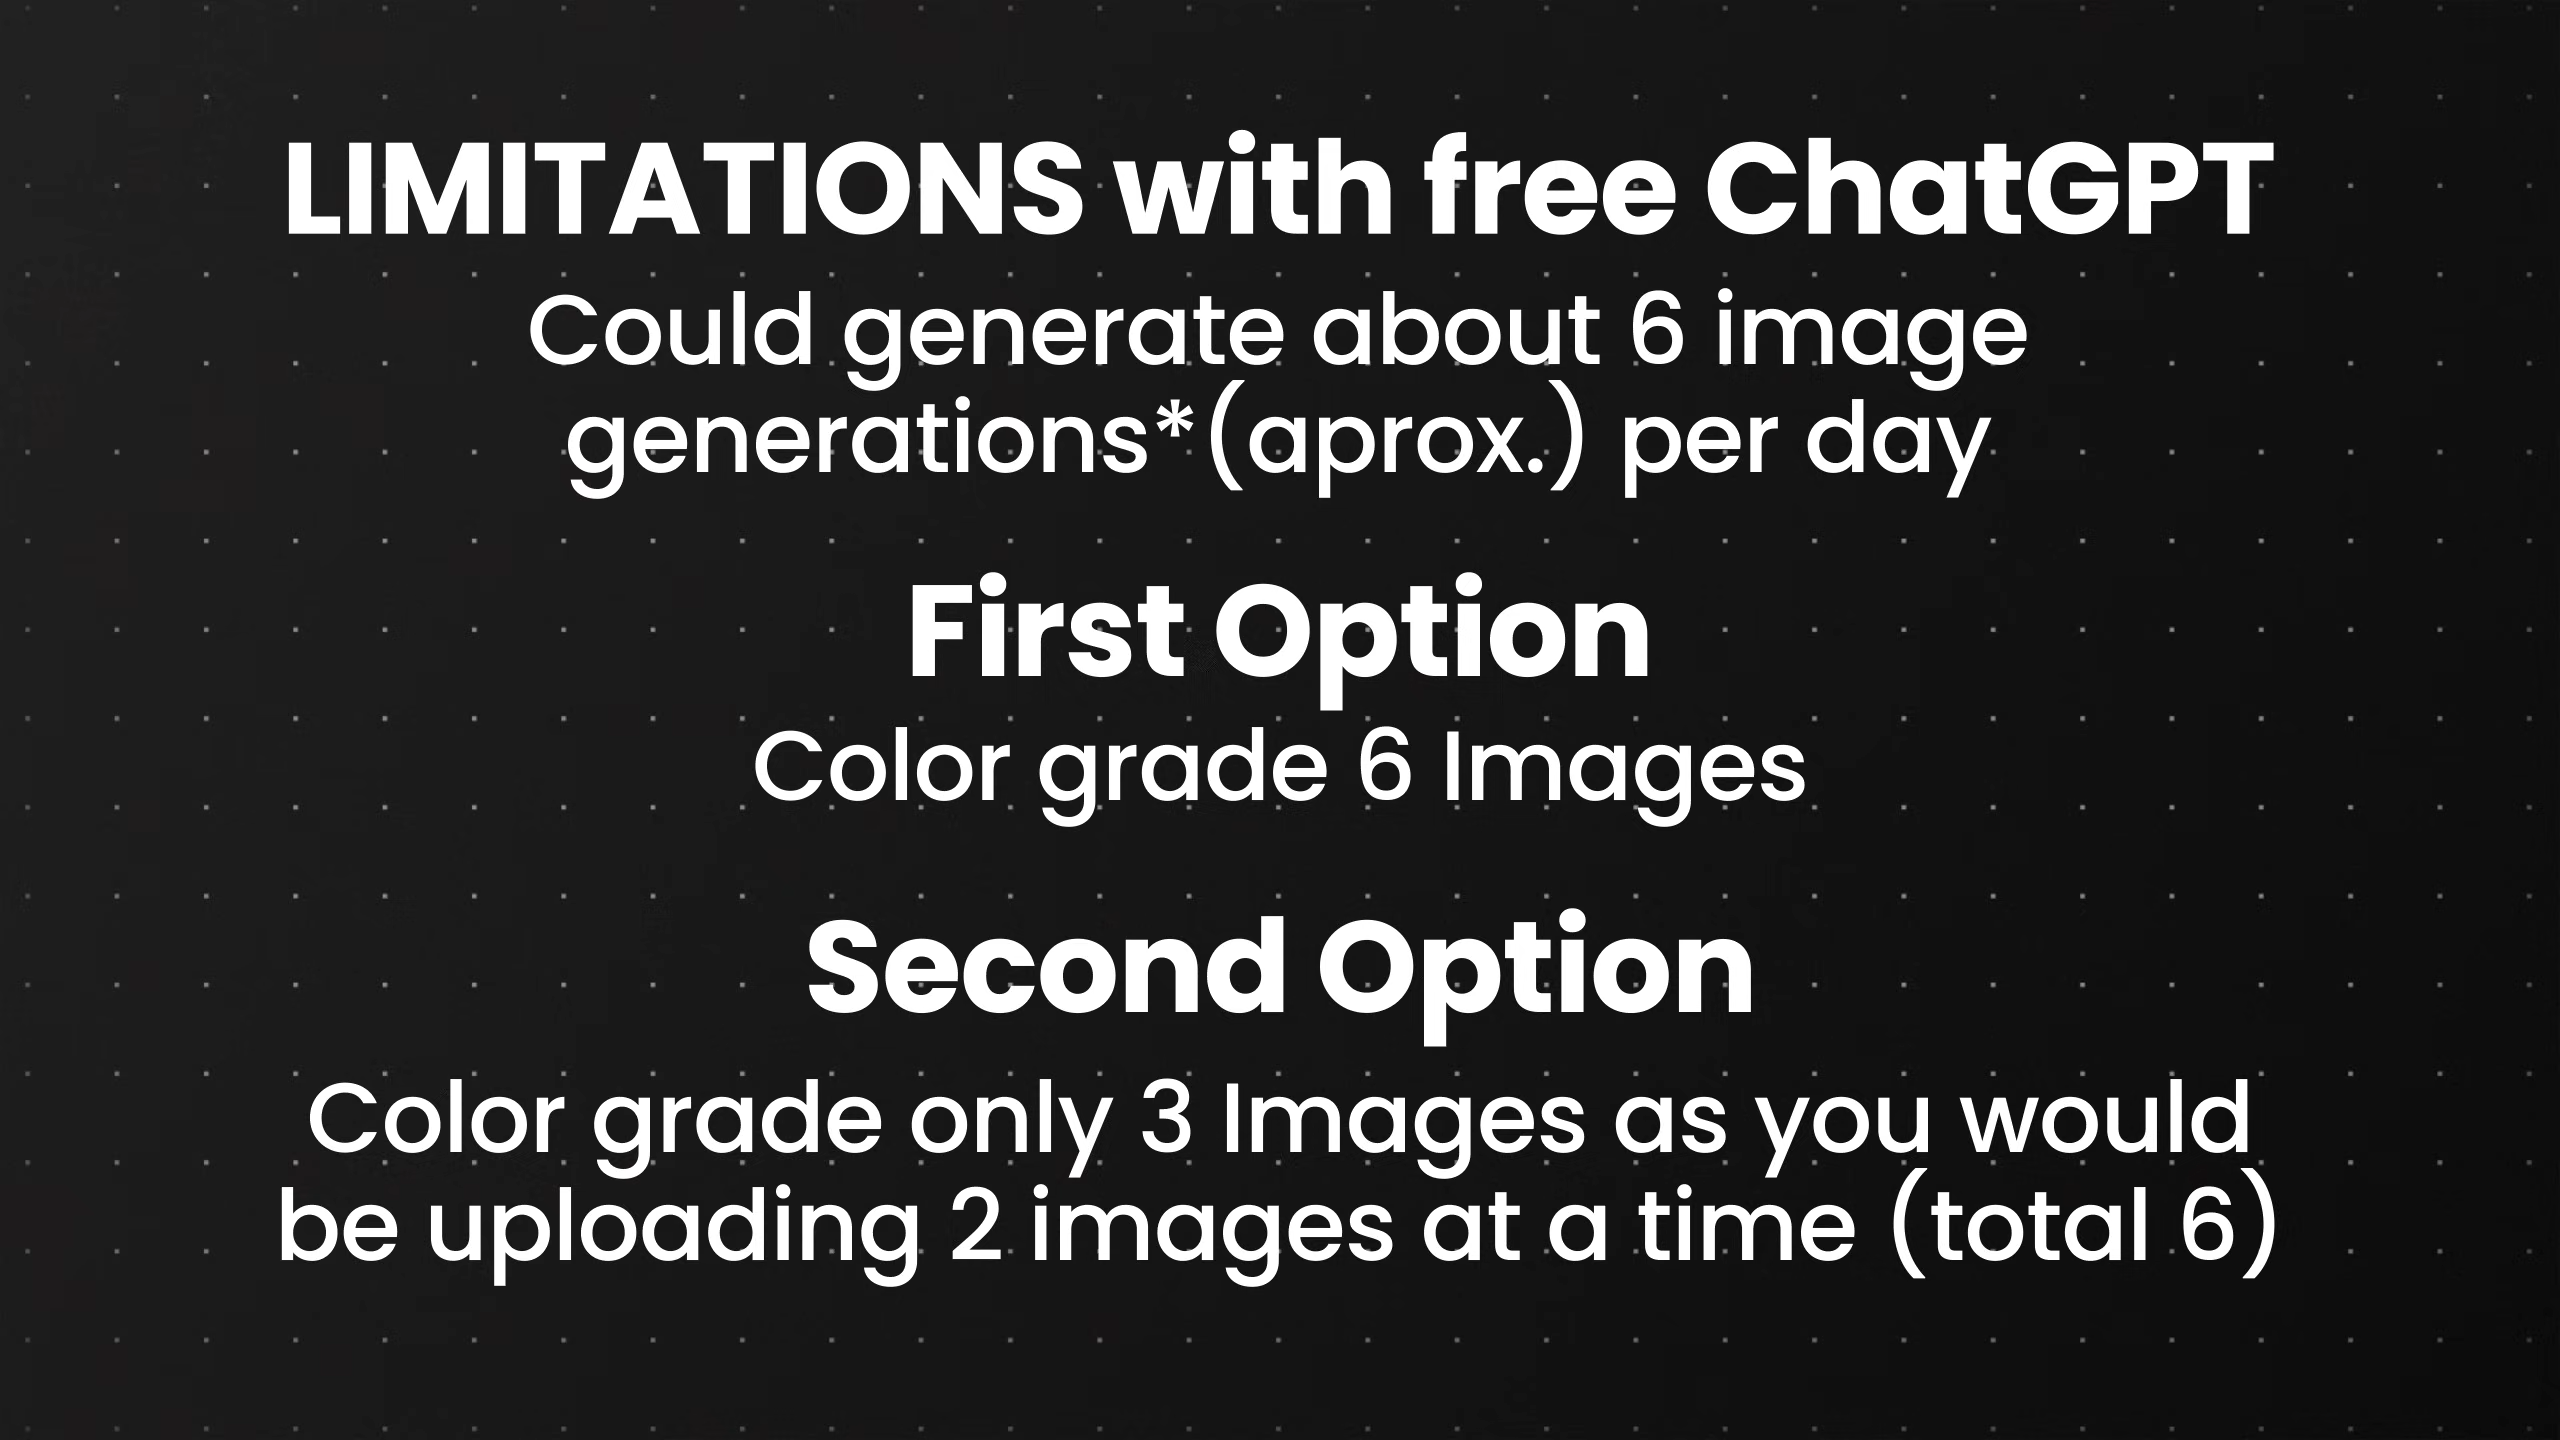 LIMITATIONS with free ChatGPT
Could generate about 6 image
generations*(aprox.) per day
First Option
Color grade 6 Images
Second Option
Color grade only 3 Images as you would
be uploading 2 images at a time (total 6)